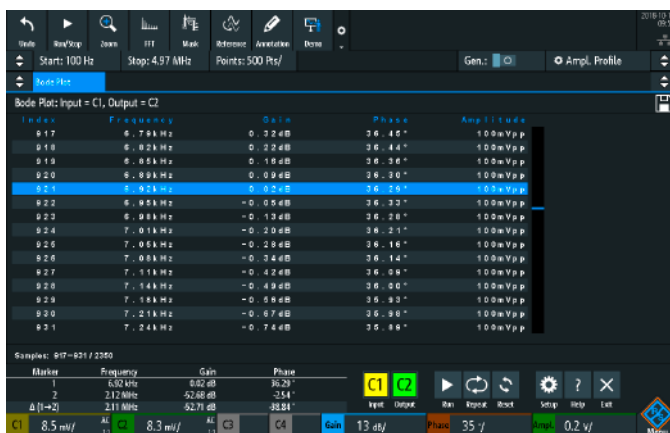 2018-10-
Undo Run/Stop Zoom FFT Mask Reference Annotation Demo
Start: 100 Hz Stop: 4.97 MHz Points: 500 Pts/ Gen.: Ampl. Profile
Bode Plot
Bode Plot: Input = C1, Output = C2
Index Frequency Gain Phase Amplitude
917 6.79kHz 0.32dB 36.45° 100mVpp
918 6.82kHz 0.22dB 36.44° 100mVpp
919 6.85kHz 0.16dB 36.36° 100mVpp
920 6.89kHz 0.09dB 36.30° 100mVpp
921 6.92kHz 0.02dB 36.29° 100mVpp
922 6.95kHz -0.05dB 36.33° 100mVpp
923 6.98kHz -0.13dB 36.28° 100mVpp
924 7.01kHz -0.20dB 36.21° 100mVpp
925 7.05kHz -0.28dB 36.16° 100mVpp
926 7.08kHz -0.34dB 36.14° 100mVpp
927 7.11kHz -0.42dB 36.09° 100mVpp
928 7.14kHz -0.49dB 36.00° 100mVpp
929 7.18kHz -0.58dB 35.93° 100mVpp
930 7.21kHz -0.67dB 35.98° 100mVpp
931 7.24kHz -0.74dB 35.89° 100mVpp
Samples: 917-931 / 2350
Marker Frequency Gain Phase
1 6.92 kHz 0.02 dB 36.29°
2 2.12 MHz -52.68 dB -2.54°
Δ (1→2) 2.11 MHz -52.71 dB -38.84°
C1 C2
Input Output Run Repeat Reset Setup Help Exit
C1 8.5 mV/ AC 1:1 C2 8.3 mV/ AC 1:1 C3 C4 Gain 13 dB/ Phase 35 °/ Ampl. 0.2 V/ Menu